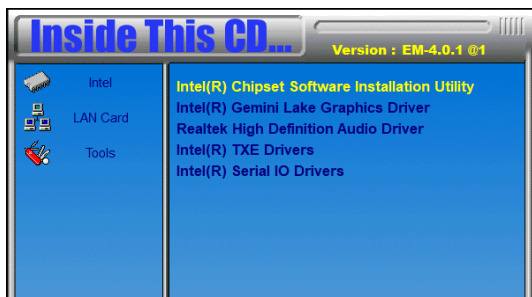 Inside This CD...
Version : EM-4.0.1 @1
Intel
LAN Card
Tools
Intel(R) Chipset Software Installation Utility
Intel(R) Gemini Lake Graphics Driver
Realtek High Definition Audio Driver
Intel(R) TXE Drivers
Intel(R) Serial IO Drivers